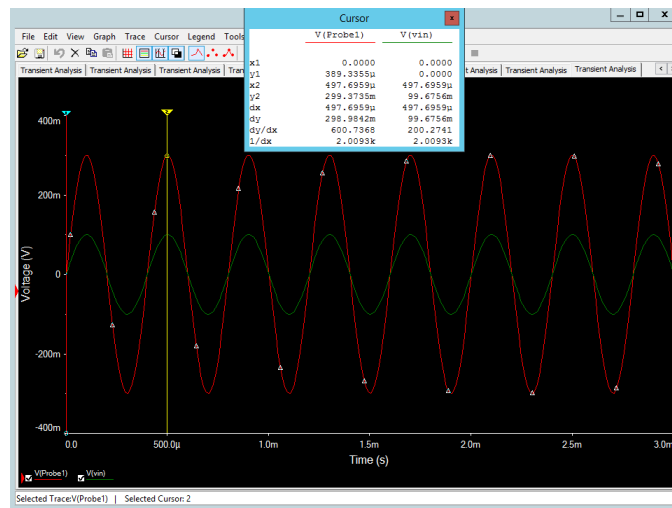 Cursor
x
File Edit View Graph Trace Cursor Legend Tools
Transient Analysis Transient Analysis Transient Analysis Analysis Transient Analysis Transient Analysis
V(Probe1) V(vin)
x1 0.0000 0.0000
y1 389.3355µ 0.0000
x2 497.6959µ 497.6959µ
y2 299.3735m 99.6756m
dx 497.6959µ 497.6959µ
dy 298.9842m 99.6756m
dy/dx 600.7368 200.2741
1/dx 2.0093k 2.0093k
400m
200m
0
-200m
-400m
Voltage (V)
0.0 500.0µ 1.0m 1.5m 2.0m 2.5m 3.0m
Time (s)
V(Probe1) V(vin)
Selected Trace:V(Probe1) | Selected Cursor: 2